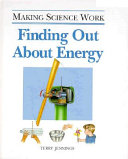 MAKING SCIENCE WORK
Finding Out
About Energy
TERRY JENNINGS